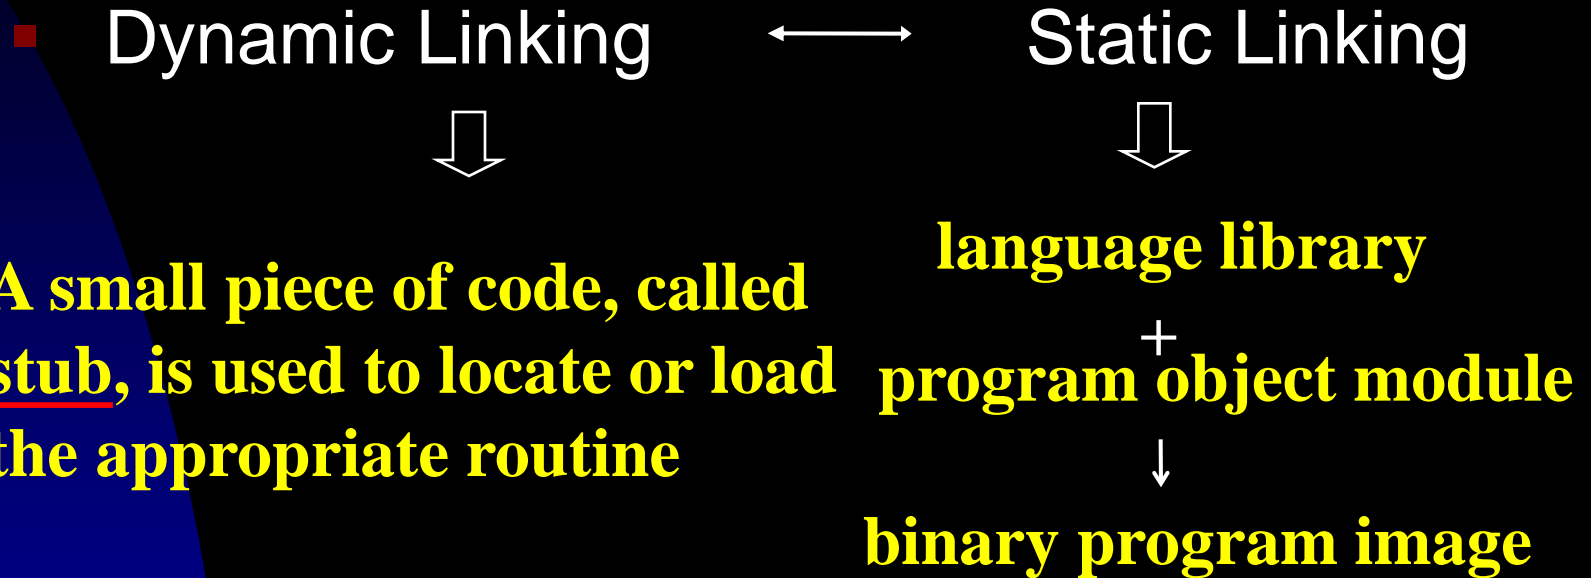 Dynamic Linking
Static Linking
A small piece of code, called
stub, is used to locate or load
the appropriate routine
language library
+
program object module
binary program image